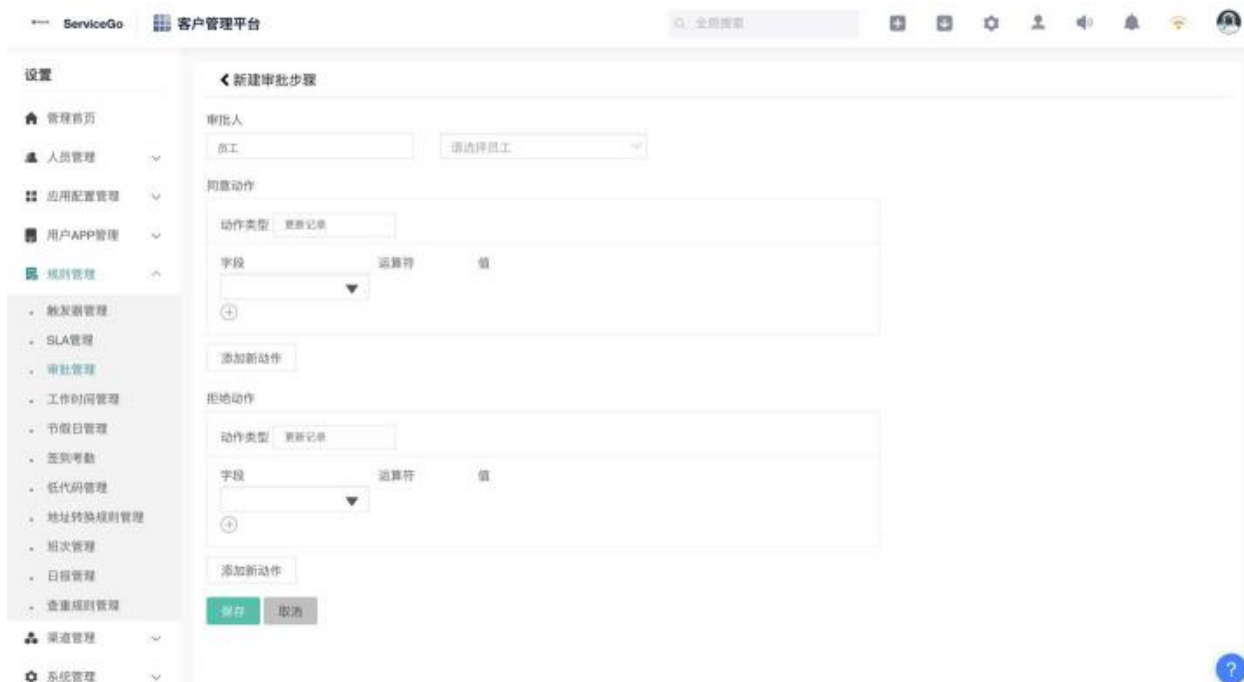 ServiceGo 客户管理平台 全局搜索
设置
新建审批步骤
管理首页
审批人
人员管理
员工 请选择员工
应用配置管理
同意动作
用户APP管理
动作类型 更新记录
规则管理
字段 运算符 值
触发器管理
SLA管理
审批管理
添加新动作
工作时间管理
拒绝动作
节假日管理
动作类型 更新记录
签到考勤
字段 运算符 值
低代码管理
地址转换规则管理
班次管理
日报管理
添加新动作
查重规则管理
保存 取消
渠道管理
系统管理
?